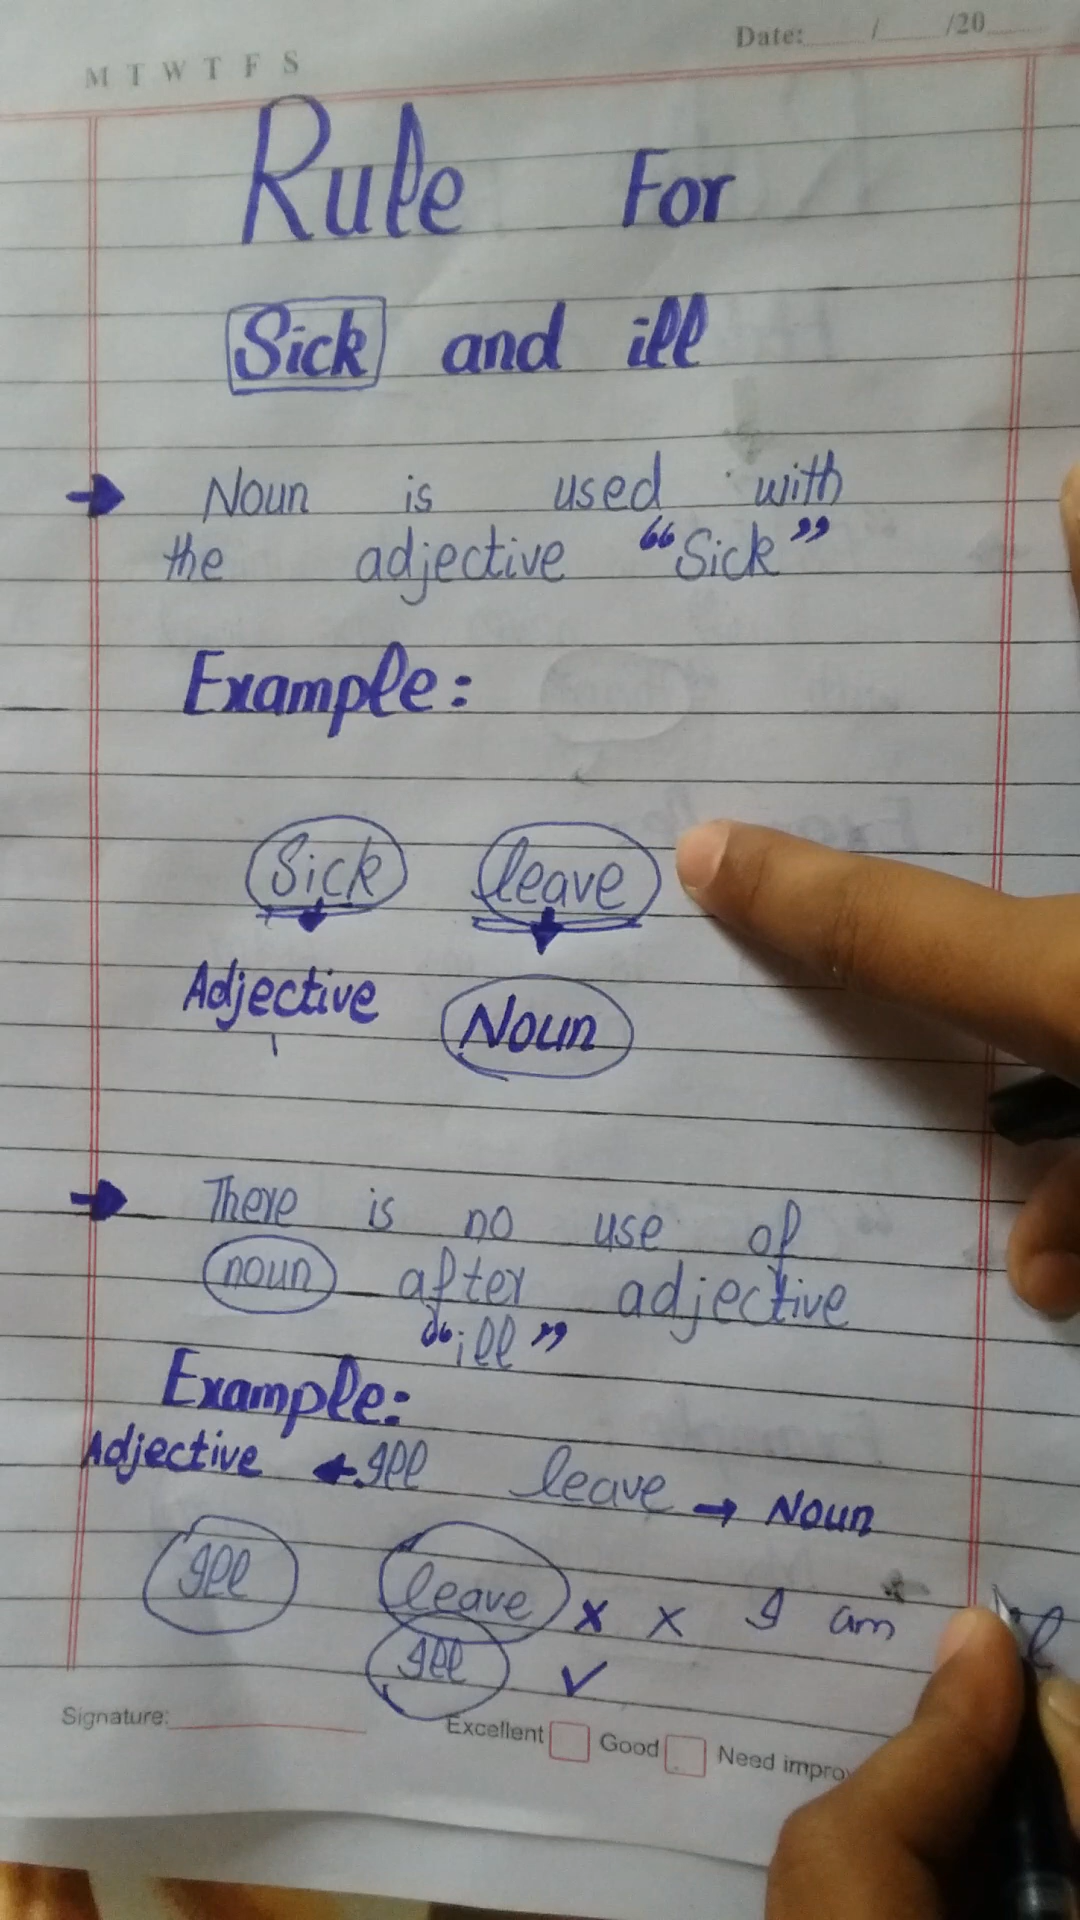 Date: / /20
M T W T F S
Rule For
Sick and ill
Noun is used with
the adjective "Sick"
Example:
Sick leave
Adjective Noun
There is no use of
noun after adjective
"ill"
Example:
Adjective ← Ill leave → Noun
Ill leave x x I am
Ill ✓
Signature:
Excellent Good Need